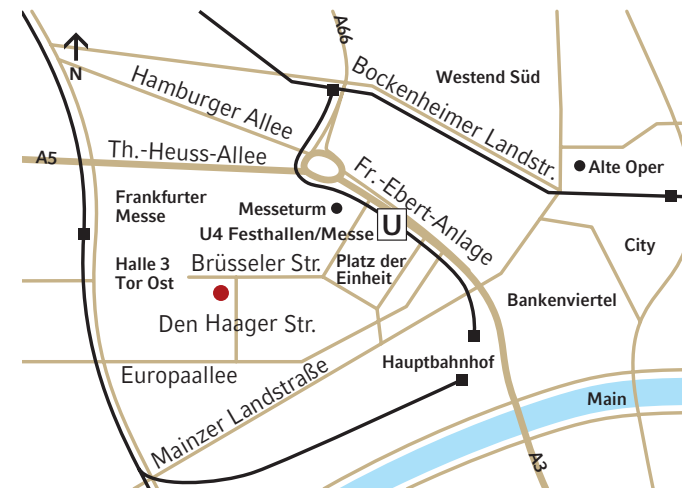 A66
N
Westend Süd
Hamburger Allee
Bockenheimer Landstr.
A5
Th.-Heuss-Allee
Alte Oper
Frankfurter
Messe
Messeturm
U
Fr.-Ebert-Anlage
U4 Festhallen/Messe
City
Halle 3
Tor Ost
Brüsseler Str.
Platz der
Einheit
Bankenviertel
Den Haager Str.
Hauptbahnhof
Europaallee
Main
Mainzer Landstraße
A3